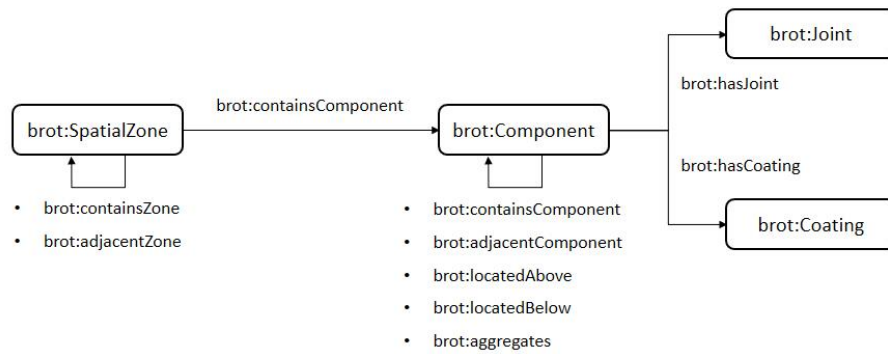 brot:Joint
brot:containsComponent
brot:hasJoint
brot:SpatialZone
brot:Component
brot:hasCoating
• brot:containsZone
• brot:adjacentZone
• brot:containsComponent
• brot:adjacentComponent
• brot:locatedAbove
• brot:locatedBelow
• brot:aggregates
brot:Coating